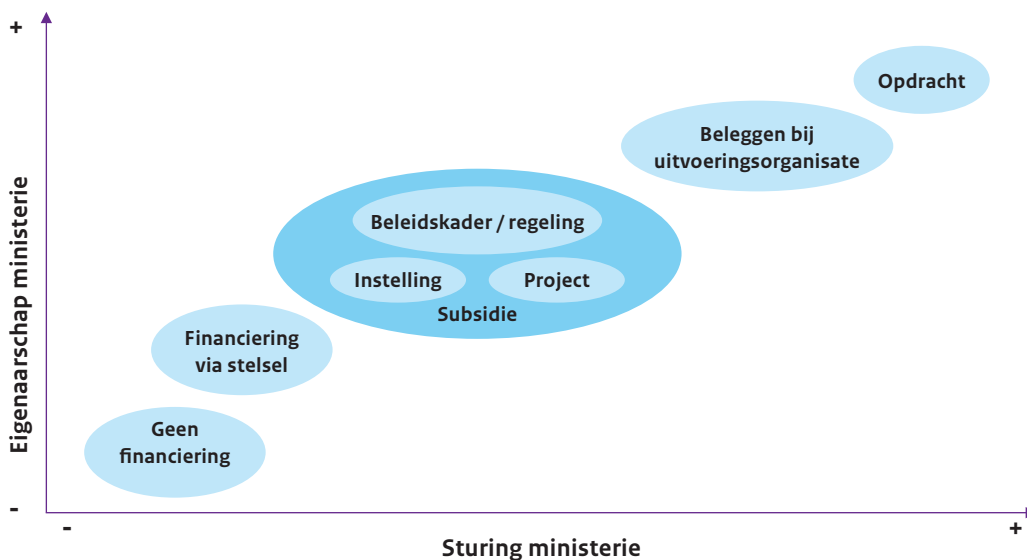 +
Opdracht
Beleggen bij
uitvoeringsorganisate
Beleidskader / regeling
Instelling
Project
Subsidie
Financiering
via stelsel
Geen
financiering
Eigenaarschap ministerie
-
-
+
Sturing ministerie